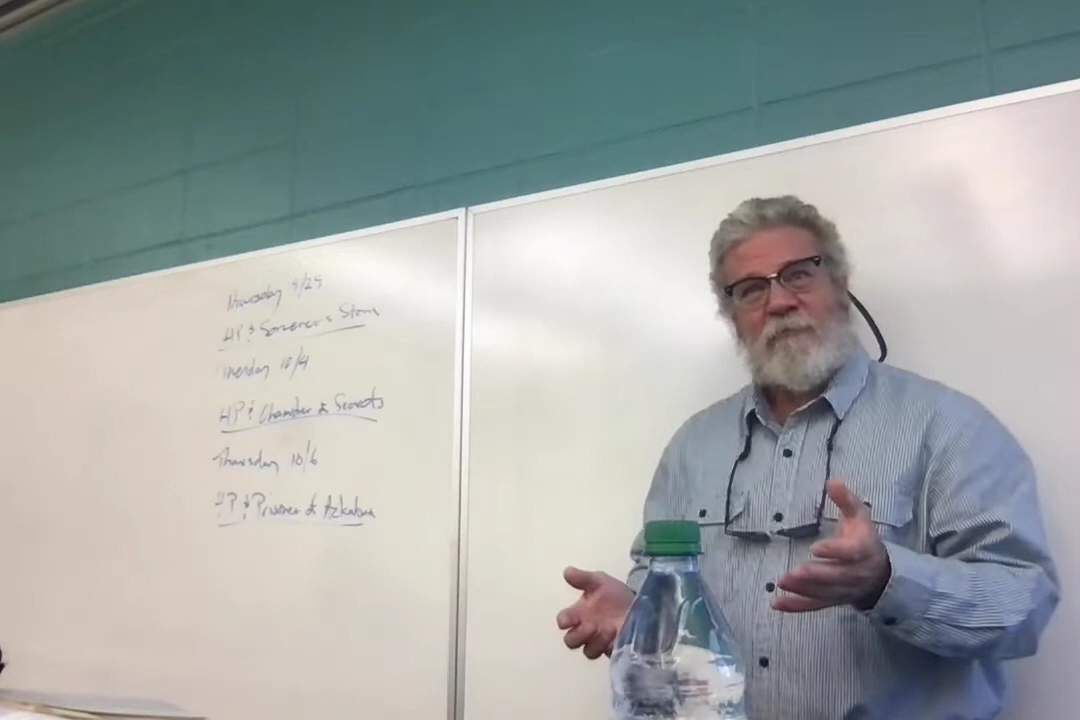 Thursday 9/29
HP & Sorcerer's Stone
Tuesday 10/4
HP & Chamber of Secrets
Thursday 10/6
HP & Prisoner of Azkaban